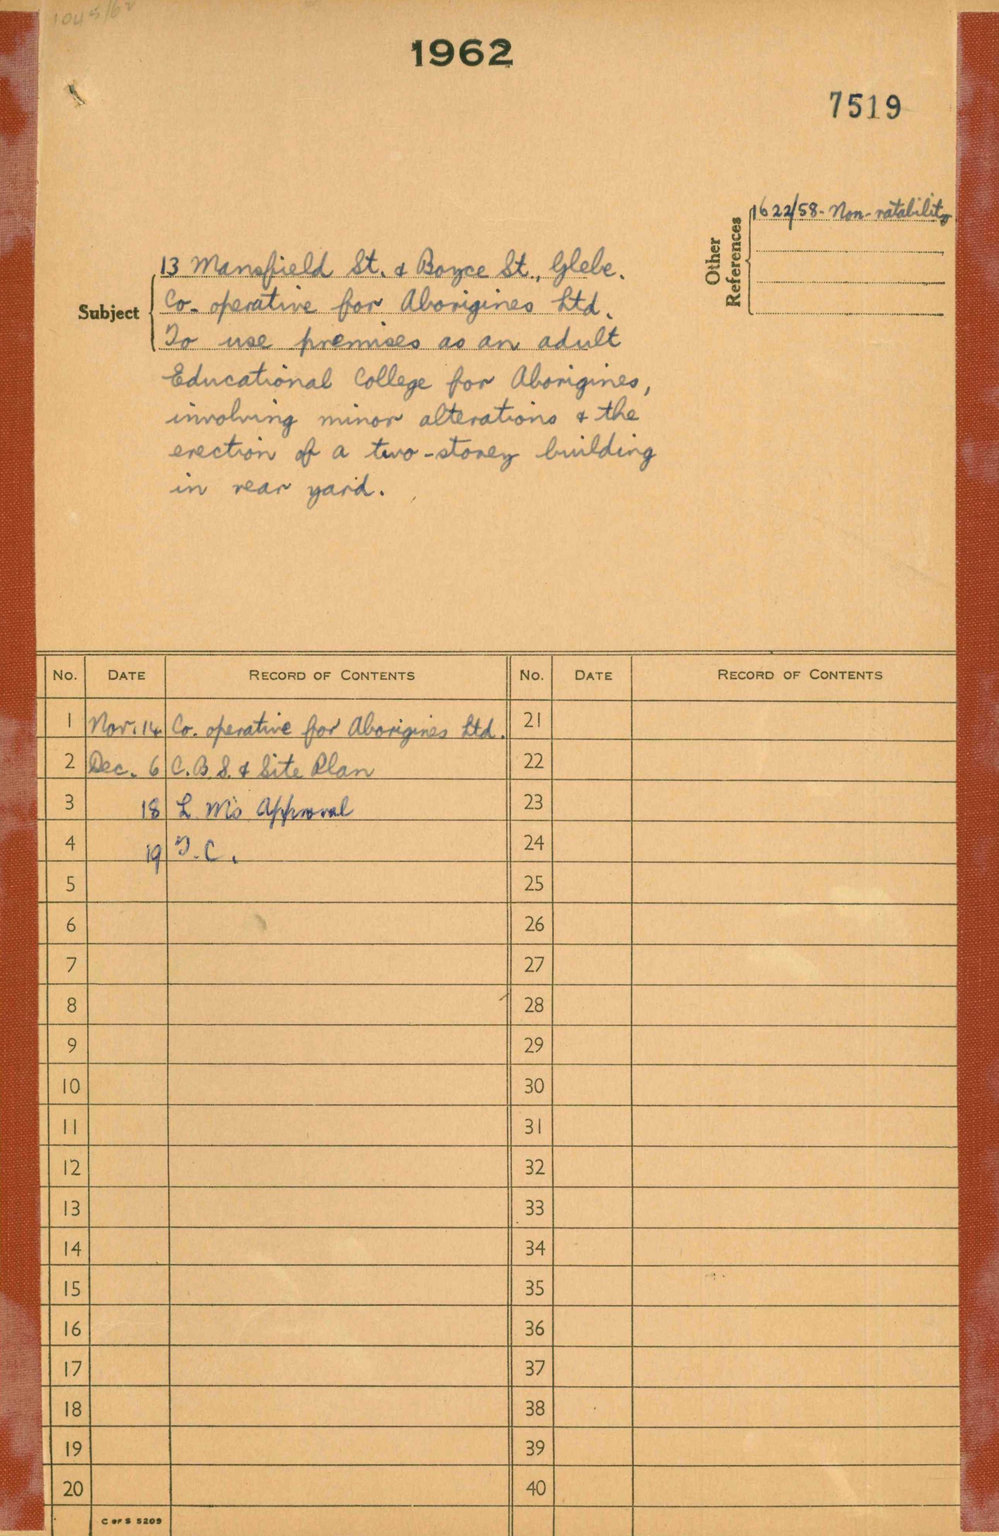 1962
7519
Other References
1622/58- Non-ratability
13 Mansfield St. & Boyce St., Glebe.
Subject
Co-operative for Aborigines Ltd.
To use premises as an adult
Educational College for Aborigines,
involving minor alterations & the
erection of a two-storey building
in rear yard.
No. DATE RECORD OF CONTENTS No. DATE RECORD OF CONTENTS
1 Nov. 14 Co. operative for Aborigines Ltd. 21
2 Dec. 6 C.B.S. & Site Plan 22
3 18 L. M's Approval 23
4 19 T.C. 24
5 25
6 26
7 27
8 28
9 29
10 30
11 31
12 32
13 33
14 34
15 35
16 36
17 37
18 38
19 39
20 40
C OF S 5209